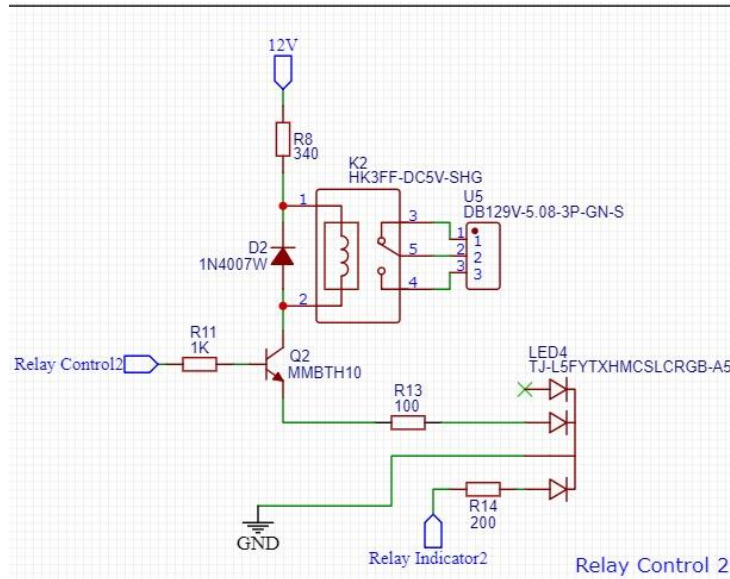 12V
R8
340
K2
HK3FF-DC5V-SHG
U5
DB129V-5.08-3P-GN-S
1
3
1
1
D2
1N4007W
5
2
2
3
3
2
4
R11
1K
Relay Control2
Q2
MMBTH10
LED4
TJ-L5FYTXHMCSLCRGB-A5
R13
100
R14
200
GND
Relay Indicator2
Relay Control 2